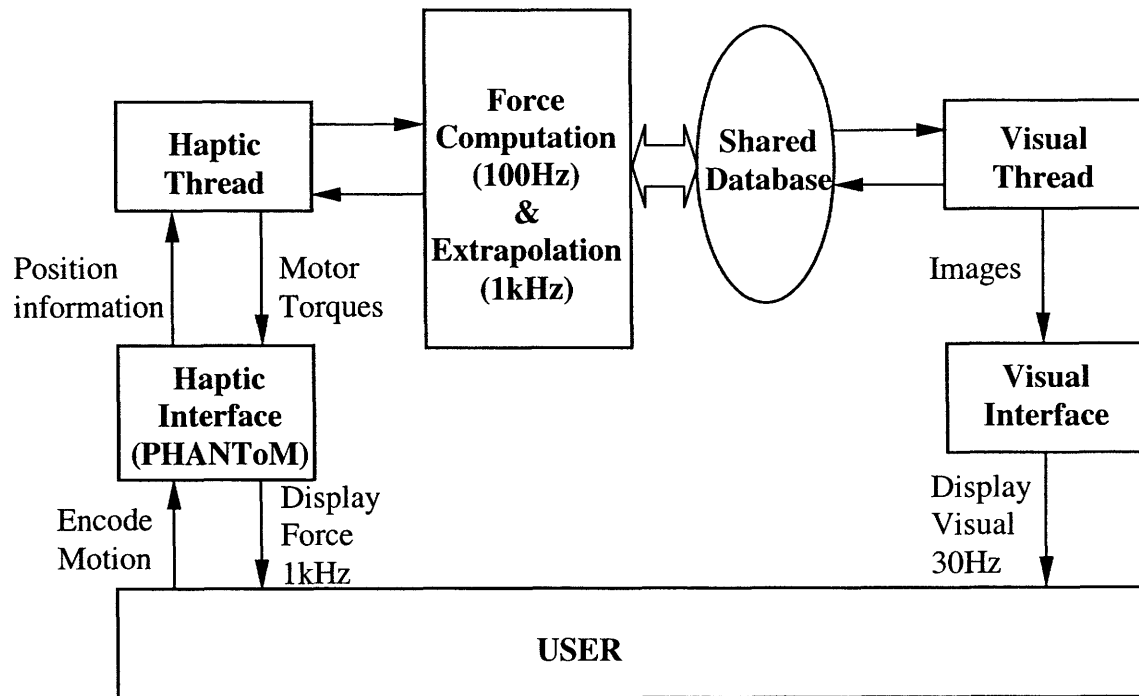 Haptic
Thread
Force
Computation
(100Hz)
&
Extrapolation
(1kHz)
Shared
Database
Visual
Thread
Position
information
Motor
Torques
Images
Haptic
Interface
(PHANToM)
Visual
Interface
Encode
Motion
Display
Force
1kHz
Display
Visual
30Hz
USER